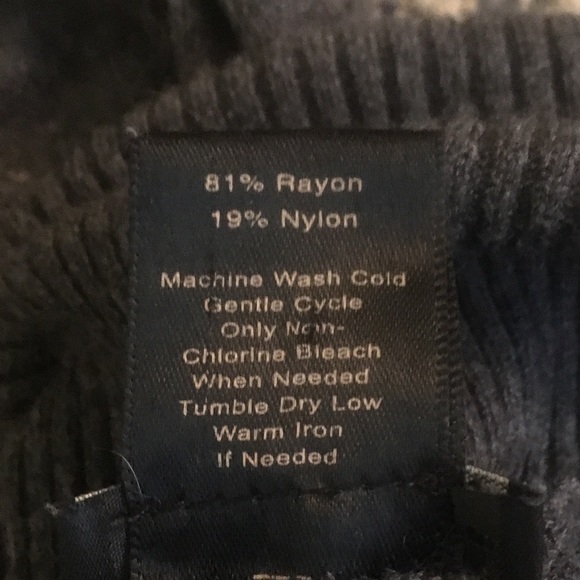 81% Rayon
19% Nylon
Machine Wash Cold
Gentle Cycle
Only Non-
Chlorine Bleach
When Needed
Tumble Dry Low
Warm Iron
If Needed